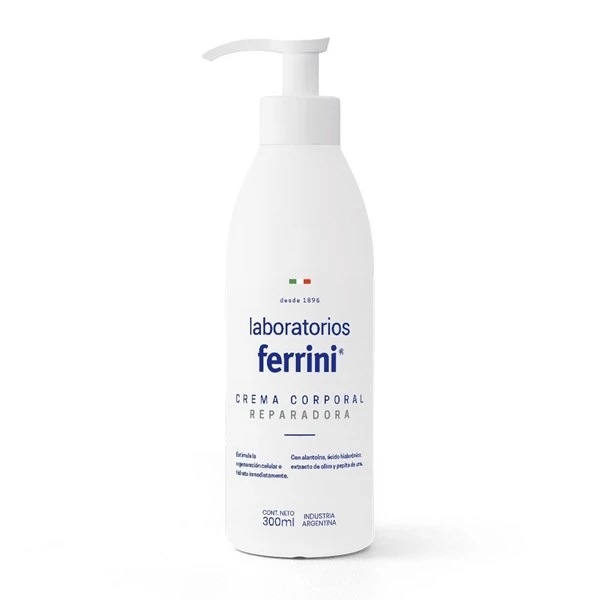 desde 1896
laboratorios
ferrini®
CREMA CORPORAL
REPARADORA
Estimula la
regeneración celular e
hidrata inmediatamente.
Con alantoína, ácido hialurónico,
extracto de oliva y pepita de uva.
CONT. NETO
300ml
INDUSTRIA
ARGENTINA